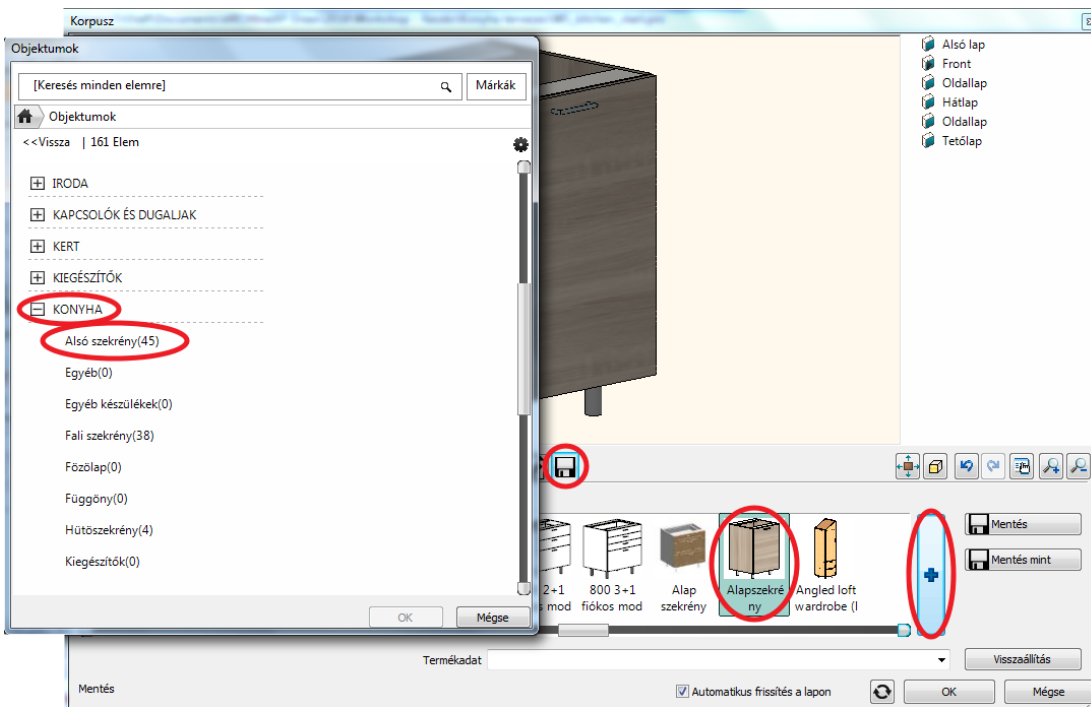 Korpusz
Objektumok
[Keresés minden elemre]
Márkák
Objektumok
<<Vissza | 161 Elem
IRODA
KAPCSOLÓK ÉS DUGALJAK
KERT
KIEGÉSZÍTŐK
KONYHA
Alsó szekrény(45)
Egyéb(0)
Egyéb készülékek(0)
Fali szekrény(38)
Főzőlap(0)
Függöny(0)
Hűtőszekrény(4)
Kiegészítők(0)
OK
Mégse
Alsó lap
Front
Oldallap
Hátlap
Oldallap
Tetőlap
2+1
mod
800 3+1
fiókos mod
Alap
szekrény
Alapszekré
ny
Angled loft
wardrobe (l
Mentés
Mentés mint
Termékadat
Visszaállítás
Mentés
Automatikus frissítés a lapon
OK
Mégse